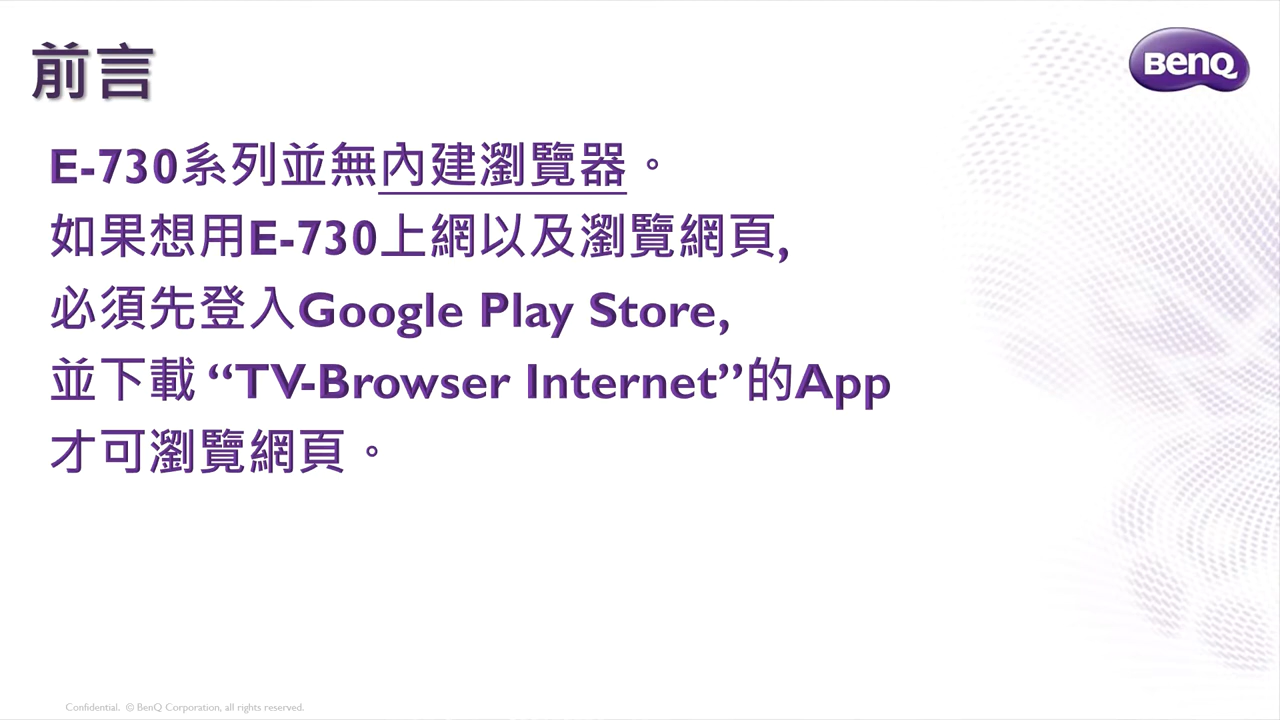 前言
BenQ
E-730系列並無內建瀏覽器。
如果想用E-730上網以及瀏覽網頁,
必須先登入Google Play Store,
並下載 “TV-Browser Internet”的App
才可瀏覽網頁。
Confidential. © BenQ Corporation, all rights reserved.